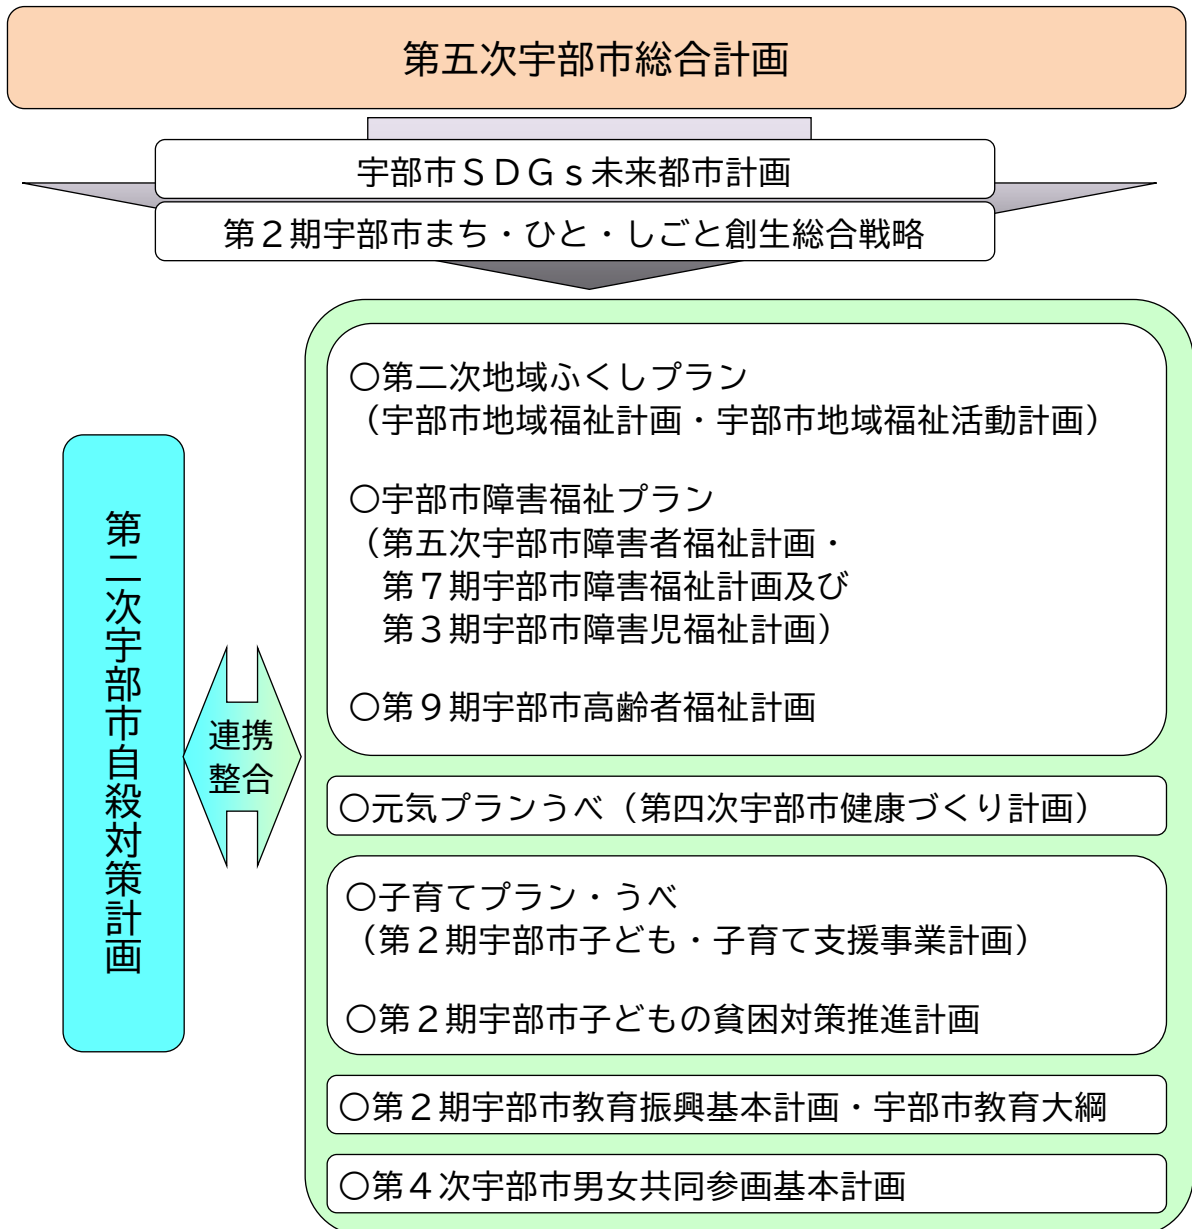 第五次宇部市総合計画
宇部市ＳＤＧｓ未来都市計画
第２期宇部市まち・ひと・しごと創生総合戦略
第二次宇部市自殺対策計画
連携
整合
○第二次地域ふくしプラン
（宇部市地域福祉計画・宇部市地域福祉活動計画）
○宇部市障害福祉プラン
（第五次宇部市障害者福祉計画・
第７期宇部市障害福祉計画及び
第３期宇部市障害児福祉計画）
○第９期宇部市高齢者福祉計画
○元気プランうべ（第四次宇部市健康づくり計画）
○子育てプラン・うべ
（第２期宇部市子ども・子育て支援事業計画）
○第２期宇部市子どもの貧困対策推進計画
○第２期宇部市教育振興基本計画・宇部市教育大綱
○第４次宇部市男女共同参画基本計画